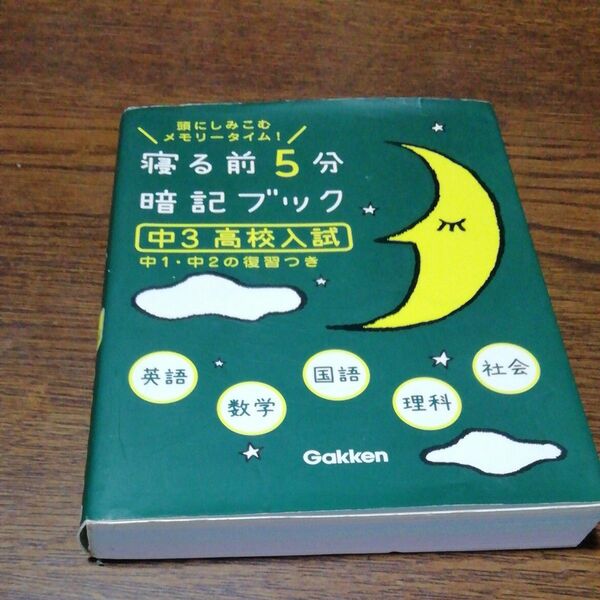 頭にしみこむ
メモリータイム!
寝る前5分
暗記ブック
中3 高校入試
中1・中2の復習つき
英語
数学
国語
理科
社会
Gakken